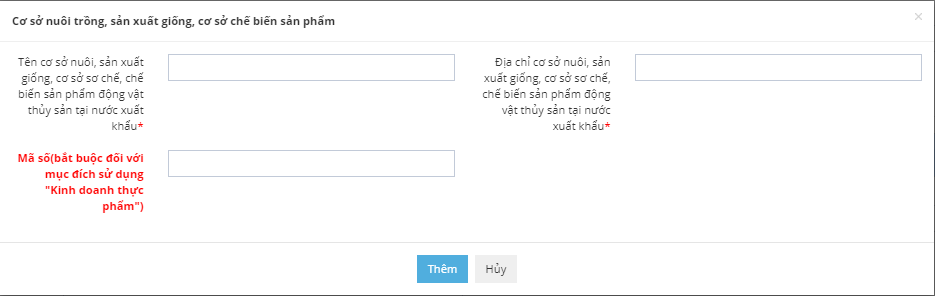 Cơ sở nuôi trồng, sản xuất giống, cơ sở chế biến sản phẩm
×
Tên cơ sở nuôi, sản xuất
giống, cơ sở sơ chế, chế
biến sản phẩm động vật
thủy sản tại nước xuất
khẩu*
Địa chỉ cơ sở nuôi, sản
xuất giống, cơ sở sơ chế,
chế biến sản phẩm động
vật thủy sản tại nước
xuất khẩu*
Mã số(bắt buộc đối với
mục đích sử dụng
"Kinh doanh thực
phẩm")
Thêm
Hủy